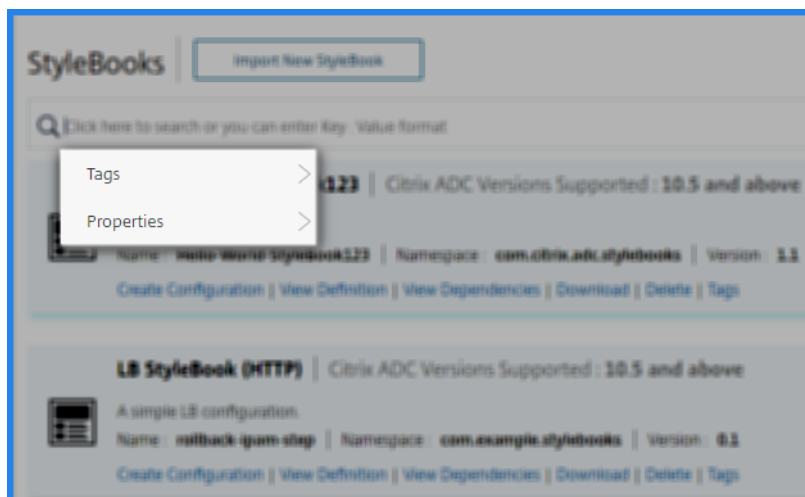 StyleBooks
Import New StyleBook
Click here to search or you can enter Key : Value format
Tags
Properties
k123 | Citrix ADC Versions Supported : 10.5 and above
Name : Hello-World-StyleBook123 | Namespace : com.citrix.adc.stylebooks | Version : 1.1
Create Configuration | View Definition | View Dependencies | Download | Delete | Tags
LB StyleBook (HTTP) | Citrix ADC Versions Supported : 10.5 and above
A simple LB configuration.
Name : rollback-ipam-step | Namespace : com.example.stylebooks | Version : 0.1
Create Configuration | View Definition | View Dependencies | Download | Delete | Tags